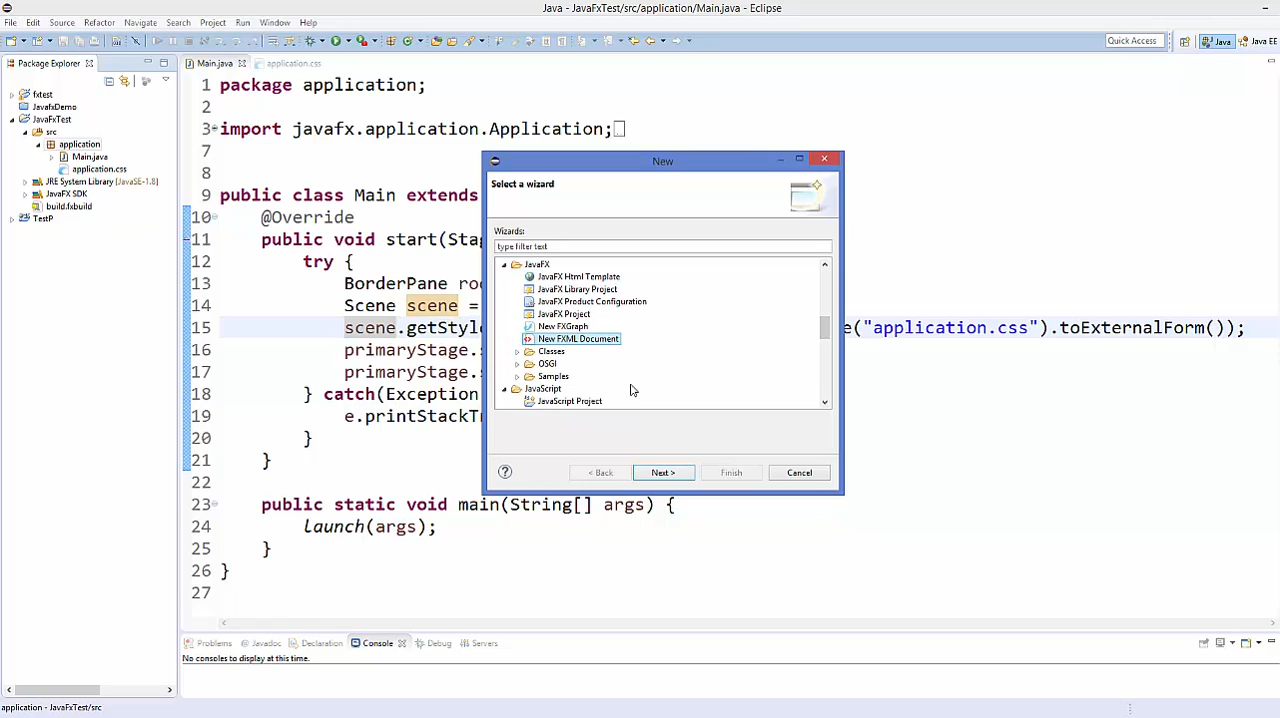 Java - JavaFxTest/src/application/Main.java - Eclipse
File Edit Source Refactor Navigate Search Project Run Window Help
Quick Access
Java
Java EE
Package Explorer
fxtest
JavafxDemo
JavaFxTest
src
application
Main.java
application.css
JRE System Library [JavaSE-1.8]
JavaFX SDK
build.fxbuild
TestP
Main.java
application.css
1 package application;
2
3 import javafx.application.Application;
7
8
9 public class Main extends
10 @Override
11 public void start(Sta
12 try {
13 BorderPane roo
14 Scene scene =
15 scene.getStyle e("application.css").toExternalForm());
16 primaryStage.s
17 primaryStage.s
18 } catch(Exception
19 e.printStackTr
20 }
21 }
22
23 public static void main(String[] args) {
24 launch(args);
25 }
26 }
27
New
Select a wizard
Wizards:
type filter text
JavaFX
JavaFX Html Template
JavaFX Library Project
JavaFX Product Configuration
JavaFX Project
New FXGraph
New FXML Document
Classes
OSGI
Samples
JavaScript
JavaScript Project
?
< Back
Next >
Finish
Cancel
Problems
@ Javadoc
Declaration
Console
Debug
Servers
No consoles to display at this time.
application - JavaFxTest/src